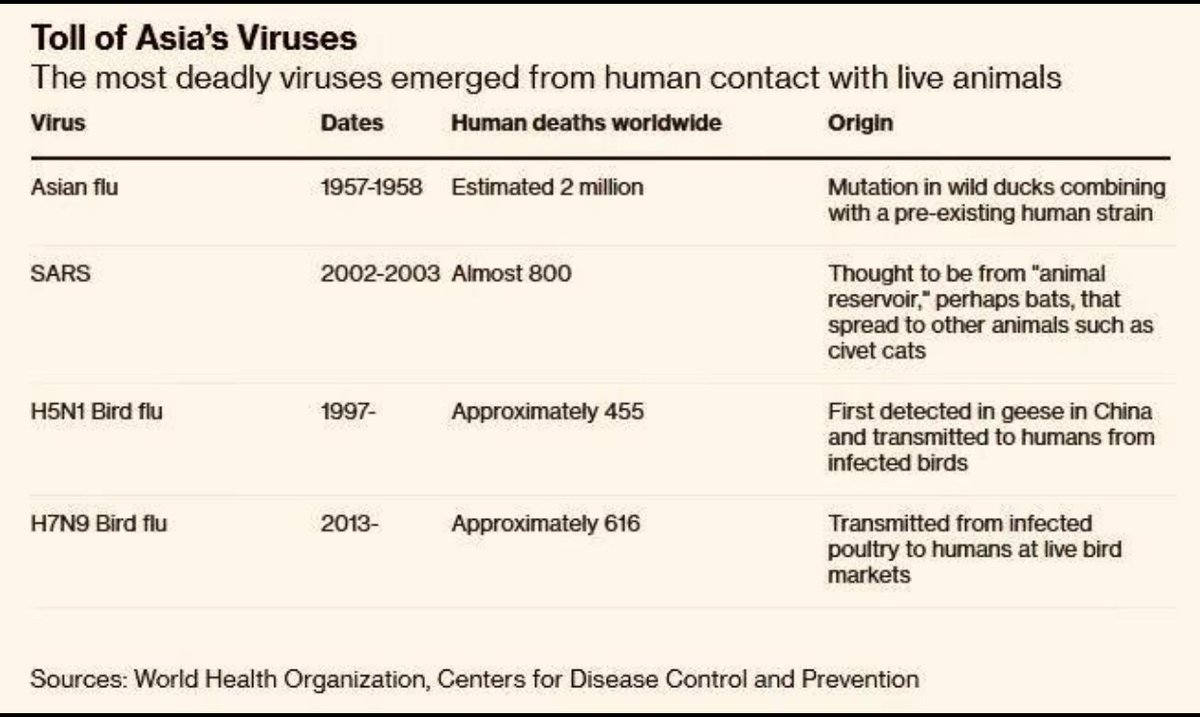 Toll of Asia's Viruses
The most deadly viruses emerged from human contact with live animals
Virus Dates Human deaths worldwide Origin
Asian flu 1957-1958 Estimated 2 million Mutation in wild ducks combining
with a pre-existing human strain
SARS 2002-2003 Almost 800 Thought to be from "animal
reservoir," perhaps bats, that
spread to other animals such as
civet cats
H5N1 Bird flu 1997- Approximately 455 First detected in geese in China
and transmitted to humans from
infected birds
H7N9 Bird flu 2013- Approximately 616 Transmitted from infected
poultry to humans at live bird
markets
Sources: World Health Organization, Centers for Disease Control and Prevention